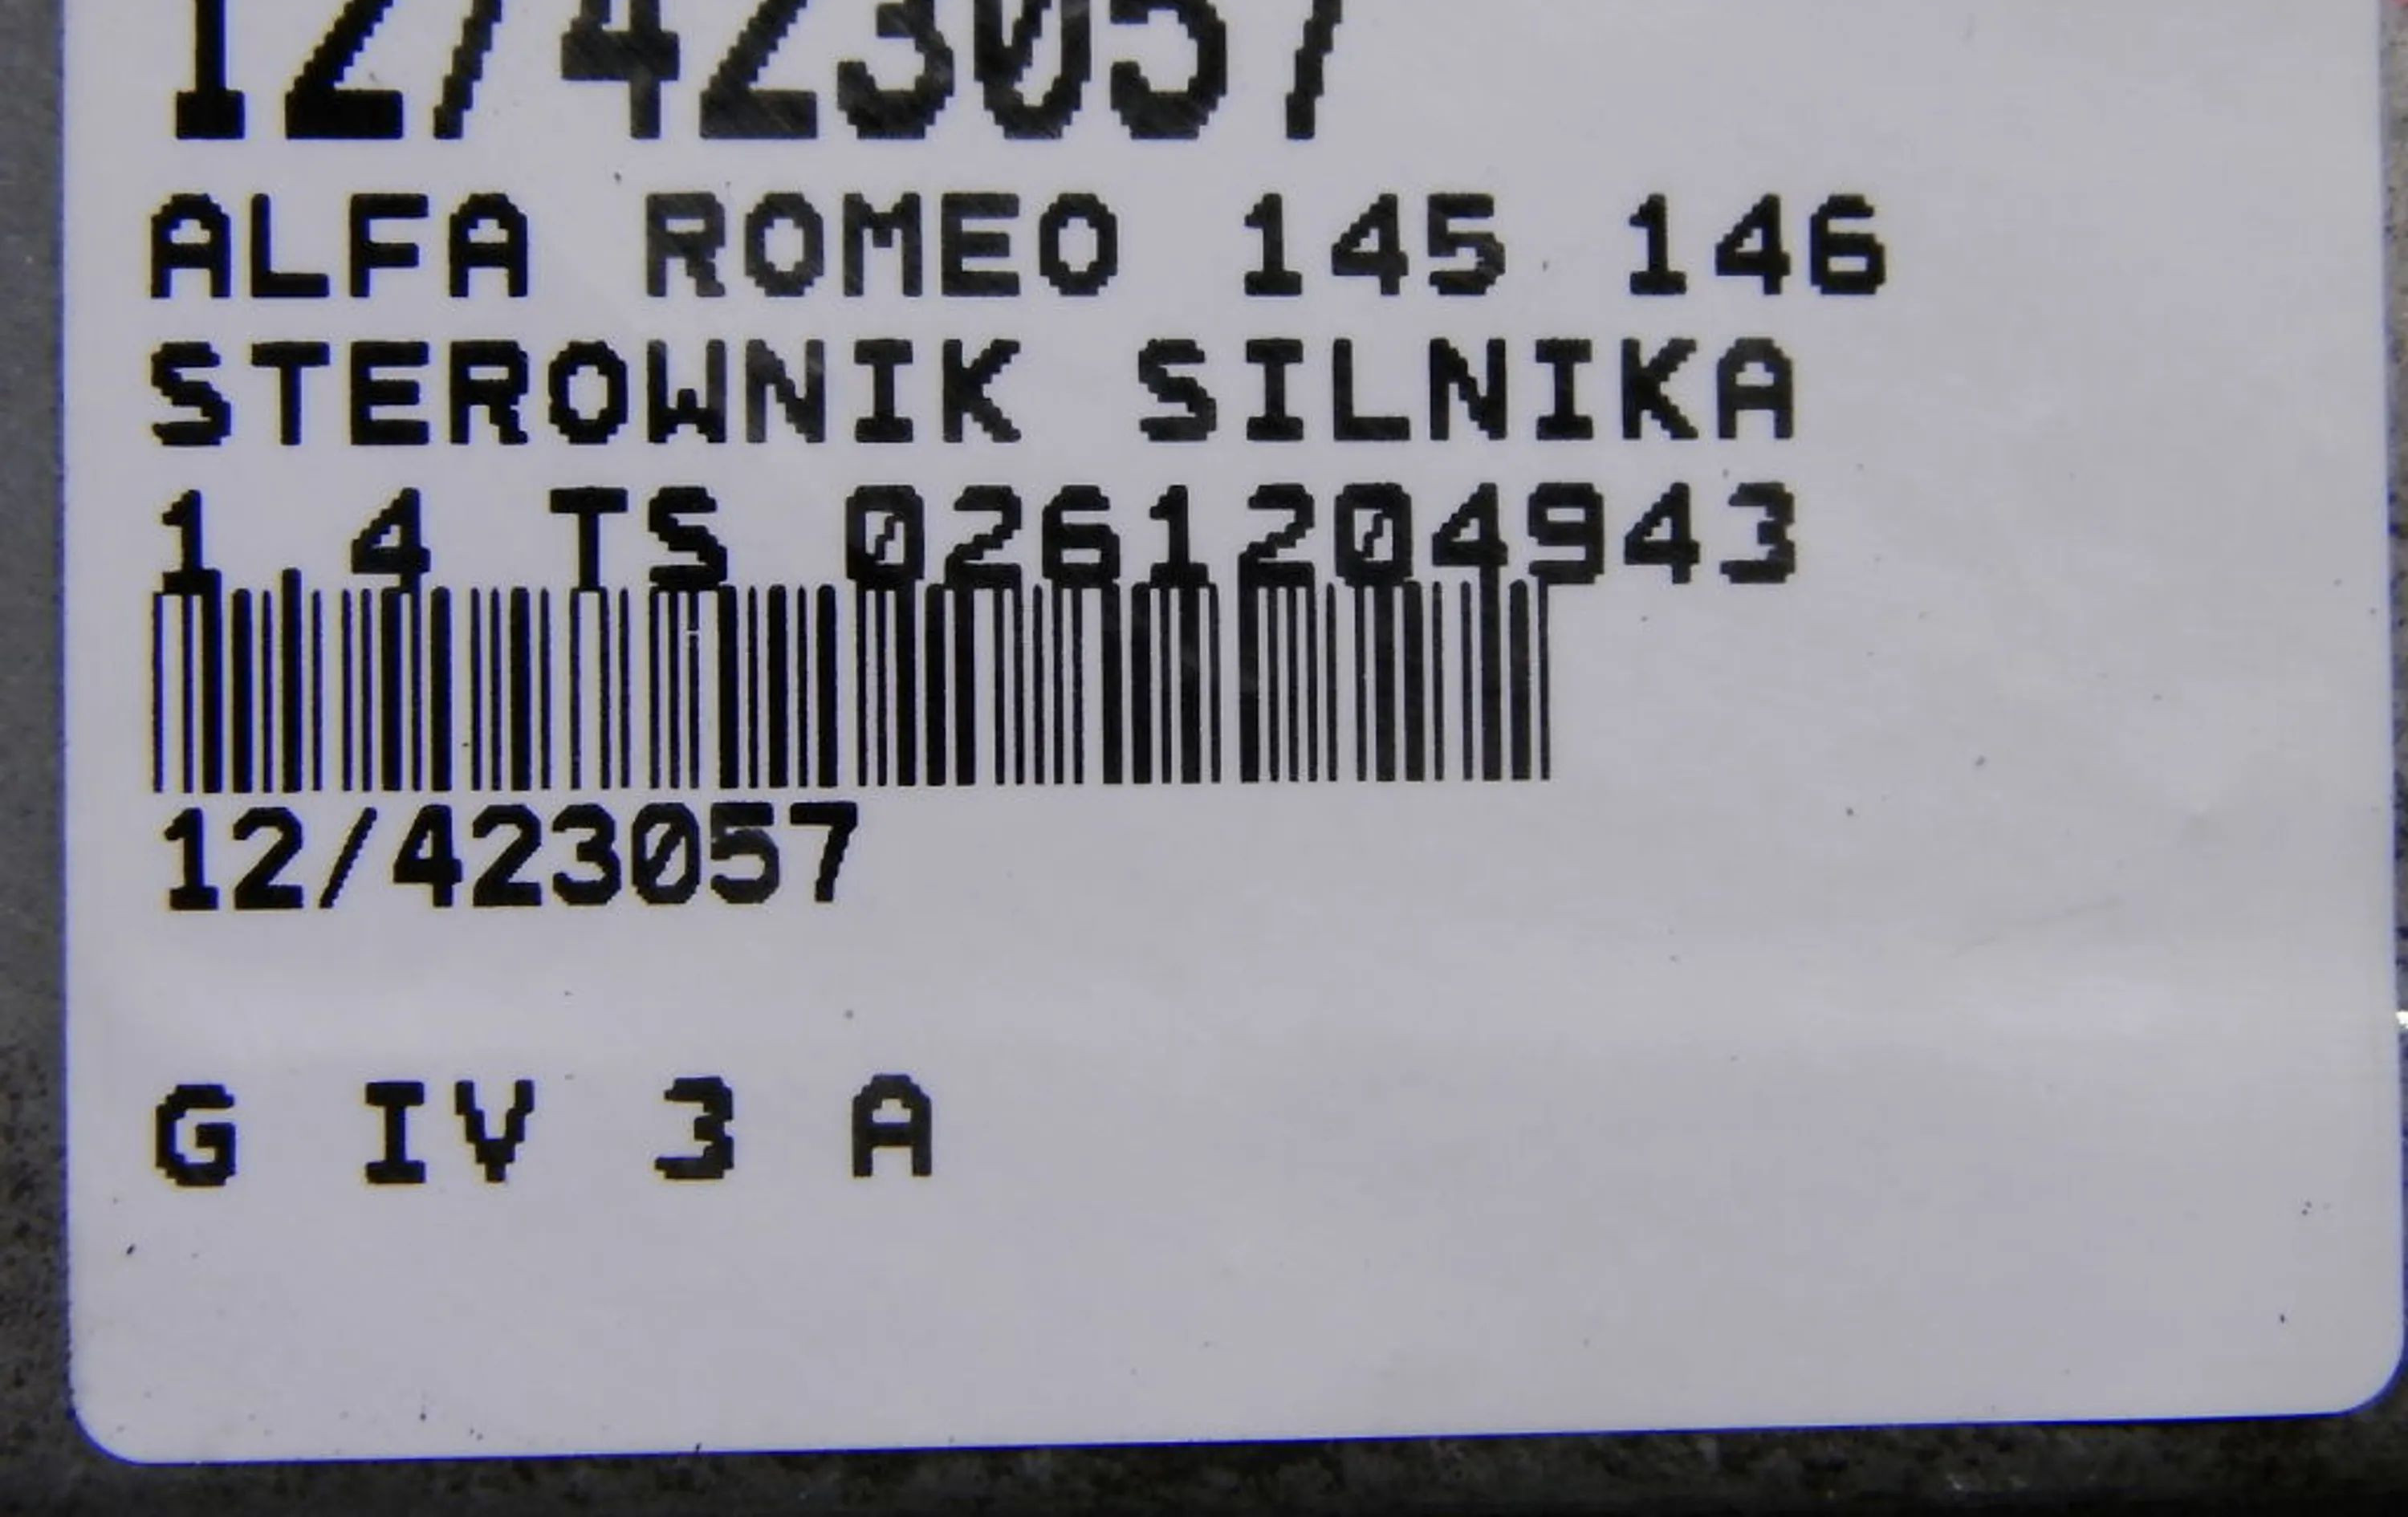 12/423057
ALFA ROMEO 145 146
STEROWNIK SILNIKA
1.4 TS 0261204943
12/423057
G IV 3 A